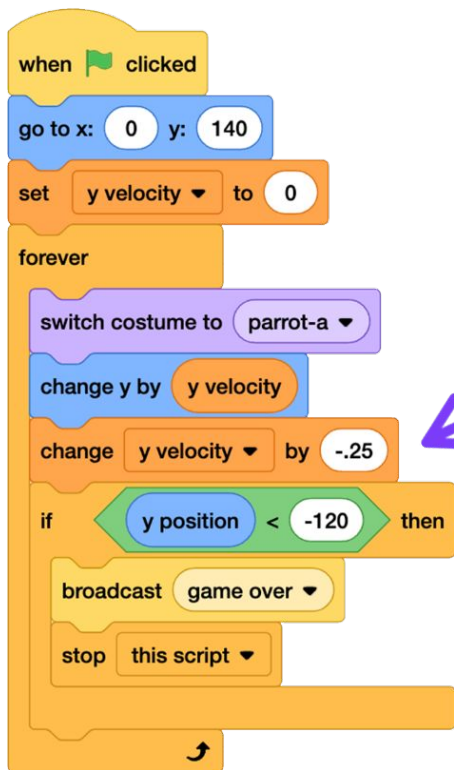 when clicked
go to x: 0 y: 140
set y velocity to 0
forever
switch costume to parrot-a
change y by y velocity
change y velocity by -.25
if y position < -120 then
broadcast game over
stop this script